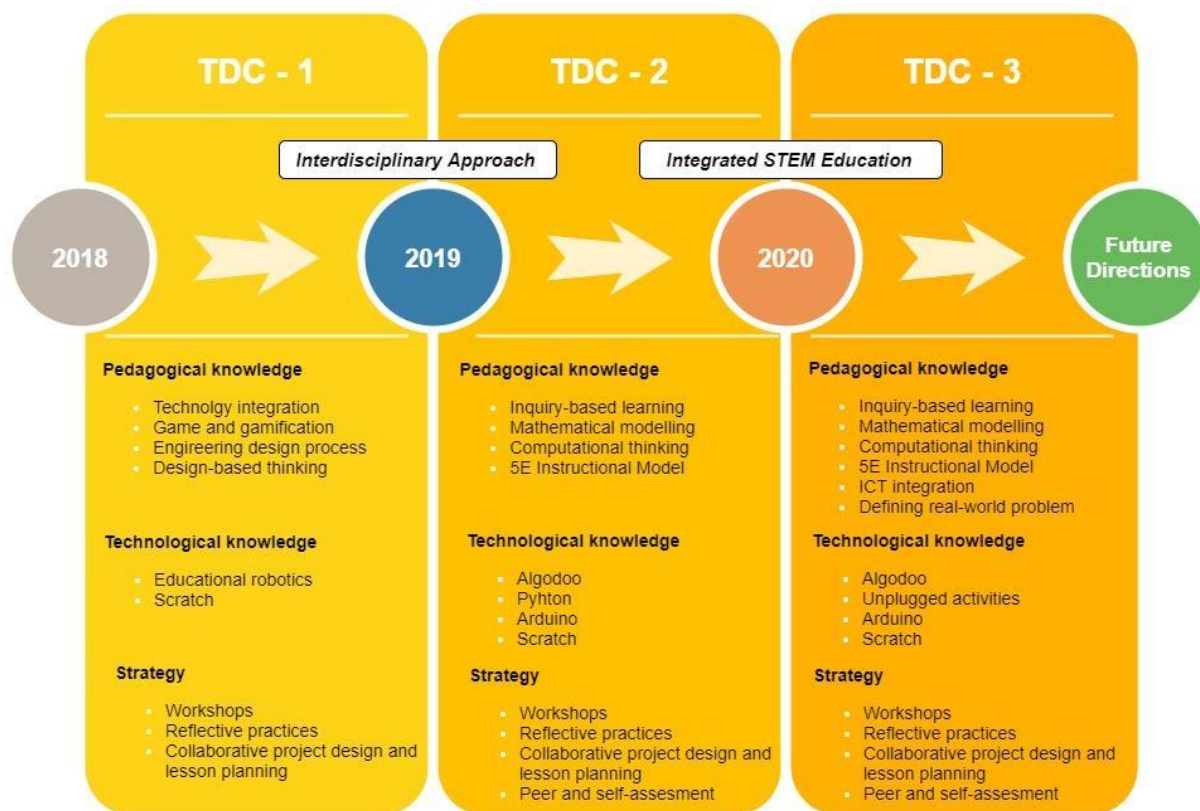 TDC - 1
TDC - 2
TDC - 3
Interdisciplinary Approach
Integrated STEM Education
2018
2019
2020
Future
Directions
Pedagogical knowledge
Technolgy integration
Game and gamification
Engineering design process
Design-based thinking
Technological knowledge
Educational robotics
Scratch
Strategy
Workshops
Reflective practices
Collaborative project design and
lesson planning
Pedagogical knowledge
Inquiry-based learning
Mathematical modelling
Computational thinking
5E Instructional Model
Technological knowledge
Algodoo
Pyhton
Arduino
Scratch
Strategy
Workshops
Reflective practices
Collaborative project design and
lesson planning
Peer and self-assesment
Pedagogical knowledge
Inquiry-based learning
Mathematical modelling
Computational thinking
5E Instructional Model
ICT integration
Defining real-world problem
Technological knowledge
Algodoo
Unplugged activities
Arduino
Scratch
Strategy
Workshops
Reflective practices
Collaborative project design and
lesson planning
Peer and self-assesment